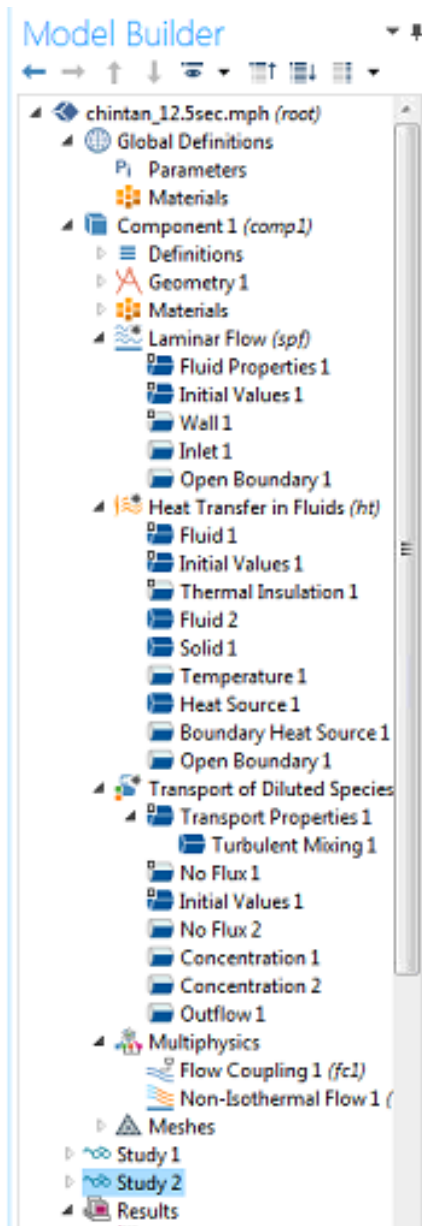 Model Builder
chintan_12.5sec.mph (root)
Global Definitions
Pi Parameters
Materials
Component 1 (comp1)
Definitions
Geometry 1
Materials
Laminar Flow (spf)
Fluid Properties 1
Initial Values 1
Wall 1
Inlet 1
Open Boundary 1
Heat Transfer in Fluids (ht)
Fluid 1
Initial Values 1
Thermal Insulation 1
Fluid 2
Solid 1
Temperature 1
Heat Source 1
Boundary Heat Source 1
Open Boundary 1
Transport of Diluted Species
Transport Properties 1
Turbulent Mixing 1
No Flux 1
Initial Values 1
No Flux 2
Concentration 1
Concentration 2
Outflow 1
Multiphysics
Flow Coupling 1 (fc1)
Non-Isothermal Flow 1 (
Meshes
Study 1
Study 2
Results